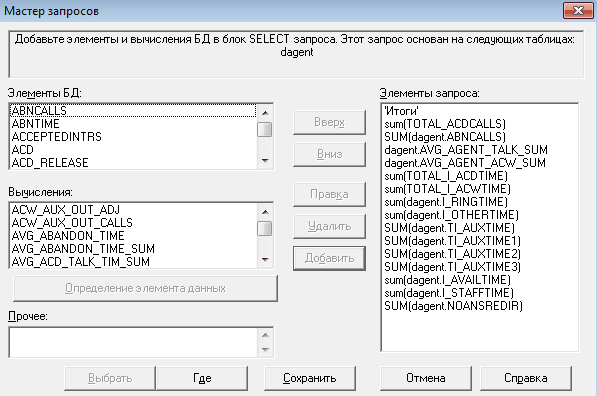 Мастер запросов
Добавьте элементы и вычисления БД в блок SELECT запроса. Этот запрос основан на следующих таблицах:
dagent
Элементы БД:
ABNCALLS
ABNTIME
ACCEPTEDINTRS
ACD
ACD_RELEASE
Вычисления:
ACW_AUX_OUT_ADJ
ACW_AUX_OUT_CALLS
AVG_ABANDON_TIME
AVG_ABANDON_TIME_SUM
AVG_ACD_TALK_TIM_SUM
Определение элемента данных
Прочее:
Вверх
Вниз
Правка
Удалить
Добавить
Элементы запроса:
'Итоги'
sum(TOTAL_ACDCALLS)
SUM(dagent.ABNCALLS)
dagent.AVG_AGENT_TALK_SUM
dagent.AVG_AGENT_ACW_SUM
sum(TOTAL_I_ACDTIME)
sum(TOTAL_I_ACWTIME)
sum(dagent.I_RINGTIME)
sum(dagent.I_OTHERTIME)
SUM(dagent.TI_AUXTIME)
SUM(dagent.TI_AUXTIME1)
SUM(dagent.TI_AUXTIME2)
SUM(dagent.TI_AUXTIME3)
sum(dagent.I_AVAILTIME)
sum(dagent.I_STAFFTIME)
SUM(dagent.NOANSREDIR)
Выбрать
Где
Сохранить
Отмена
Справка